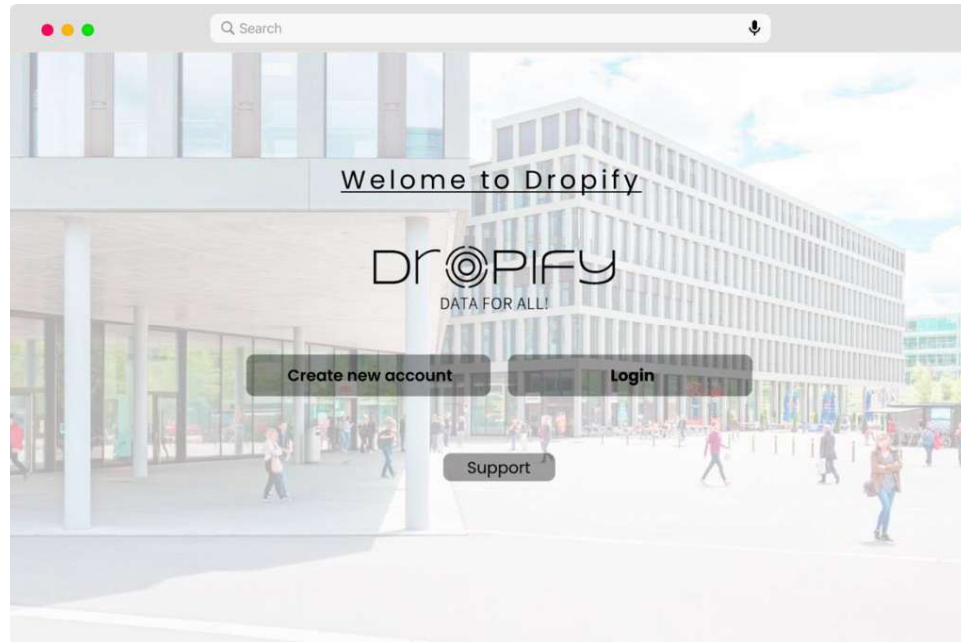 Search
Welome to Dropify
DropiFy
DATA FOR ALL!
Create new account
Login
Support